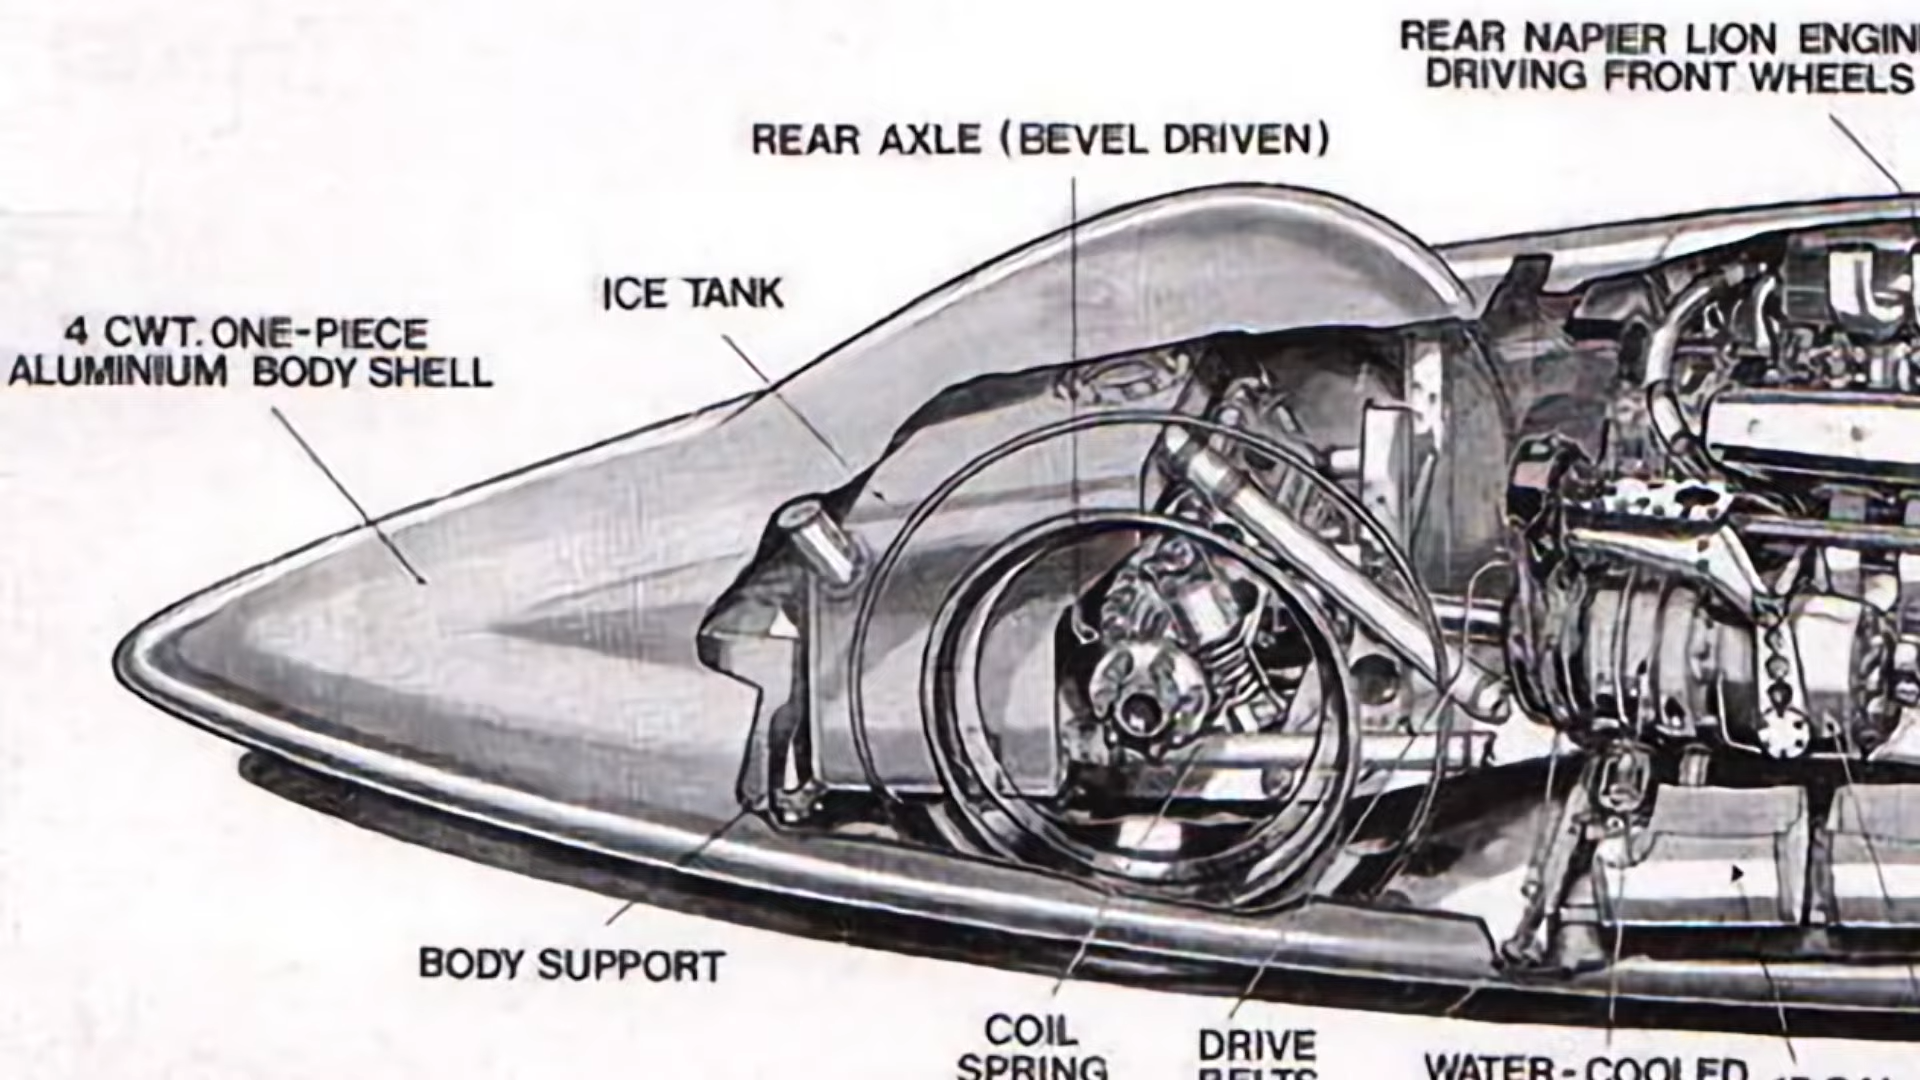 REAR NAPIER LION ENGIN
DRIVING FRONT WHEELS
REAR AXLE (BEVEL DRIVEN)
ICE TANK
4 CWT. ONE-PIECE
ALUMINIUM BODY SHELL
BODY SUPPORT
COIL
SPRING
DRIVE
BELTS
WATER-COOLED